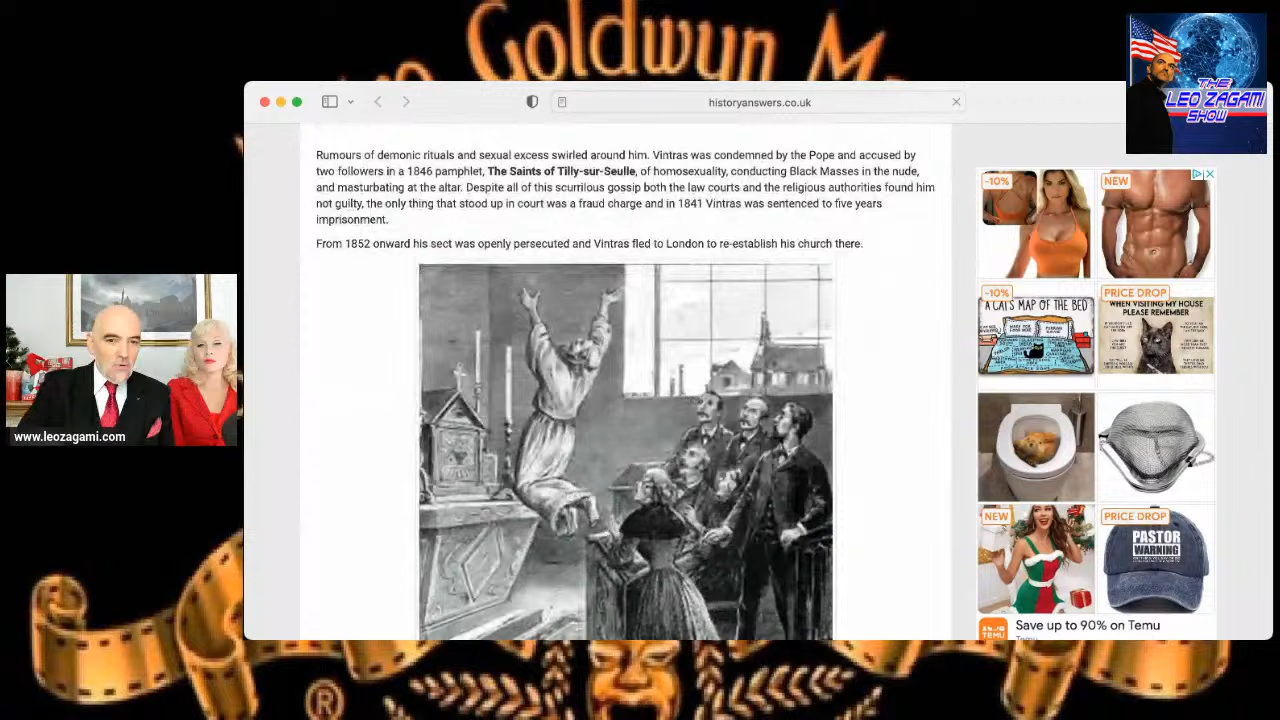 Goldwyn M
historyanswers.co.uk
THE
LEO ZAGAMI
SHOW
Rumours of demonic rituals and sexual excess swirled around him. Vintras was condemned by the Pope and accused by
two followers in a 1846 pamphlet, The Saints of Tilly-sur-Seulle, of homosexuality, conducting Black Masses in the nude,
and masturbating at the altar. Despite all of this scurrilous gossip both the law courts and the religious authorities found him
not guilty, the only thing that stood up in court was a fraud charge and in 1841 Vintras was sentenced to five years
imprisonment.
From 1852 onward his sect was openly persecuted and Vintras fled to London to re-establish his church there.
-10%
NEW
-10%
PRICE DROP
A CAT'S MAP OF THE BED
WHEN VISITING MY HOUSE
PLEASE REMEMBER
www.leozagami.com
NEW
PRICE DROP
PASTOR
WARNING
TEMU
Save up to 90% on Temu
Temu
®